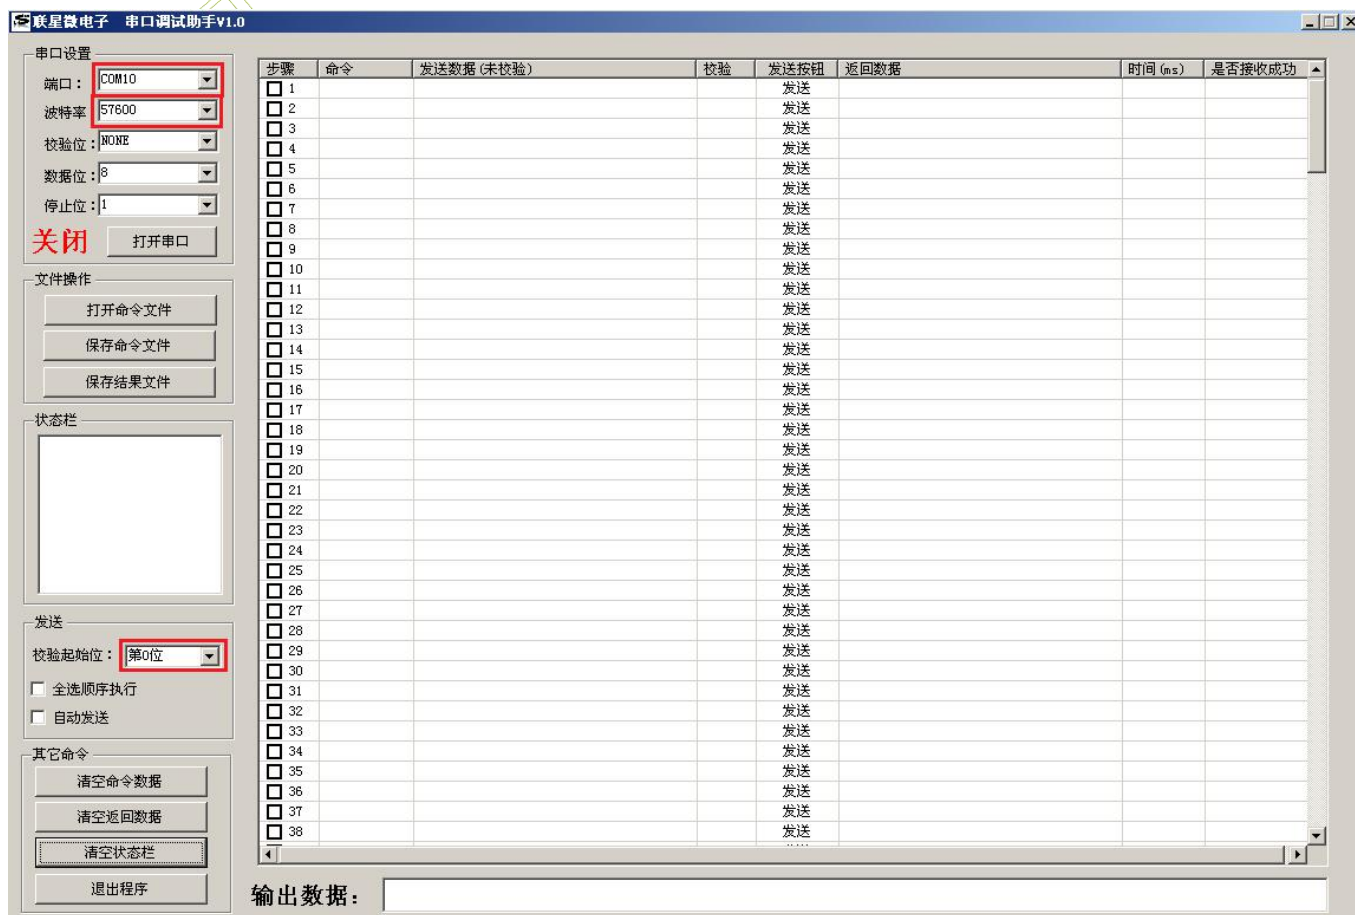 联星微电子 串口调试助手V1.0
串口设置
端口： COM10
波特率 57600
校验位： NONE
数据位： 8
停止位： 1
关闭 打开串口
文件操作
打开命令文件
保存命令文件
保存结果文件
状态栏
发送
校验起始位： 第0位
全选顺序执行
自动发送
其它命令
清空命令数据
清空返回数据
清空状态栏
退出程序
步骤 命令 发送数据(未校验) 校验 发送按钮 返回数据 时间(ms) 是否接收成功
1 发送
2 发送
3 发送
4 发送
5 发送
6 发送
7 发送
8 发送
9 发送
10 发送
11 发送
12 发送
13 发送
14 发送
15 发送
16 发送
17 发送
18 发送
19 发送
20 发送
21 发送
22 发送
23 发送
24 发送
25 发送
26 发送
27 发送
28 发送
29 发送
30 发送
31 发送
32 发送
33 发送
34 发送
35 发送
36 发送
37 发送
38 发送
输出数据：